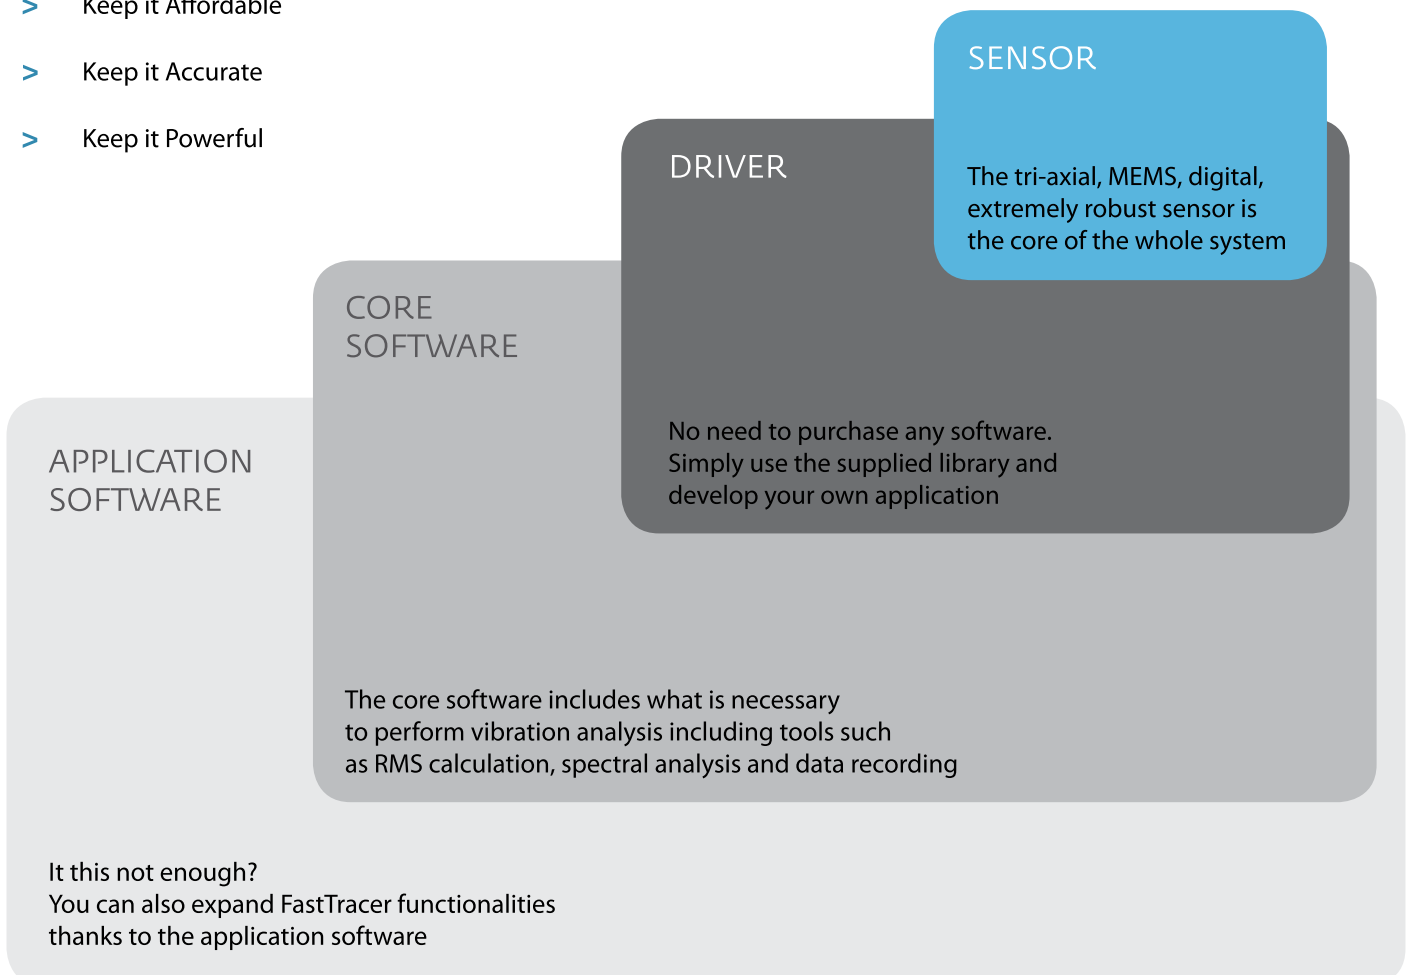 > Keep it Affordable
> Keep it Accurate
> Keep it Powerful
SENSOR
The tri-axial, MEMS, digital,
extremely robust sensor is
the core of the whole system
DRIVER
No need to purchase any software.
Simply use the supplied library and
develop your own application
CORE
SOFTWARE
The core software includes what is necessary
to perform vibration analysis including tools such
as RMS calculation, spectral analysis and data recording
APPLICATION
SOFTWARE
It this not enough?
You can also expand FastTracer functionalities
thanks to the application software